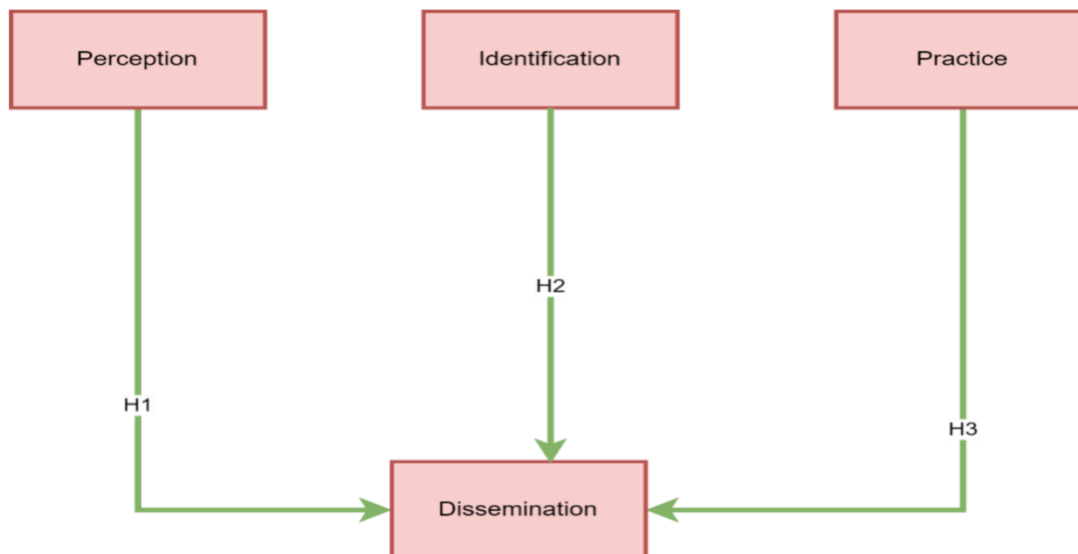 Perception
Identification
Practice
H2
H1
H3
Dissemination